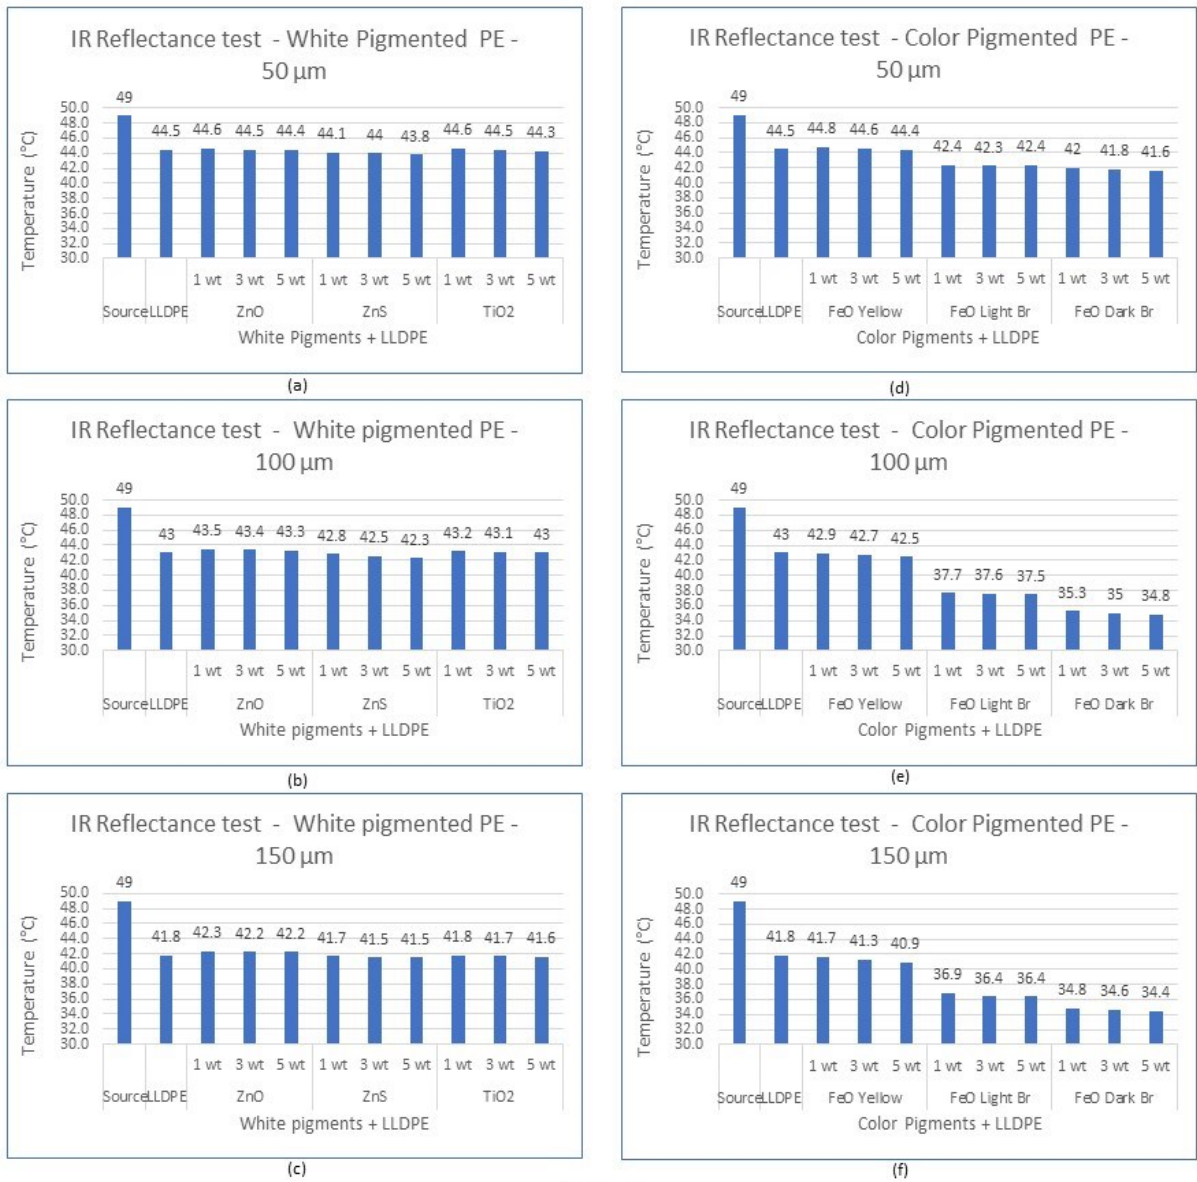 IR Reflectance test - White Pigmented PE -
50 µm
49
44.5 44.6 44.5 44.4 44.1 44 43.8 44.6 44.5 44.3
50.0
48.0
46.0
44.0
42.0
40.0
38.0
36.0
34.0
32.0
30.0
Temperature (°C)
1 wt 3 wt 5 wt 1 wt 3 wt 5 wt 1 wt 3 wt 5 wt
Source LLDPE ZnO ZnS TiO2
White Pigments + LLDPE
(a)
IR Reflectance test - Color Pigmented PE -
50 µm
49
44.5 44.8 44.6 44.4 42.4 42.3 42.4 42 41.8 41.6
50.0
48.0
46.0
44.0
42.0
40.0
38.0
36.0
34.0
32.0
30.0
Temperature (°C)
1 wt 3 wt 5 wt 1 wt 3 wt 5 wt 1 wt 3 wt 5 wt
Source LLDPE FeO Yellow FeO Light Br FeO Dark Br
Color Pigments + LLDPE
(d)
IR Reflectance test - White pigmented PE -
100 µm
49
43 43.5 43.4 43.3 42.8 42.5 42.3 43.2 43.1 43
50.0
48.0
46.0
44.0
42.0
40.0
38.0
36.0
34.0
32.0
30.0
Temperature (°C)
1 wt 3 wt 5 wt 1 wt 3 wt 5 wt 1 wt 3 wt 5 wt
Source LLDPE ZnO ZnS TiO2
White pigments + LLDPE
(b)
IR Reflectance test - Color Pigmented PE -
100 µm
49
43 42.9 42.7 42.5 37.7 37.6 37.5 35.3 35 34.8
50.0
48.0
46.0
44.0
42.0
40.0
38.0
36.0
34.0
32.0
30.0
Temperature (°C)
1 wt 3 wt 5 wt 1 wt 3 wt 5 wt 1 wt 3 wt 5 wt
Source LLDPE FeO Yellow FeO Light Br FeO Dark Br
Color Pigments + LLDPE
(e)
IR Reflectance test - White pigmented PE -
150 µm
49
41.8 42.3 42.2 42.2 41.7 41.5 41.5 41.8 41.7 41.6
50.0
48.0
46.0
44.0
42.0
40.0
38.0
36.0
34.0
32.0
30.0
Temperature (°C)
1 wt 3 wt 5 wt 1 wt 3 wt 5 wt 1 wt 3 wt 5 wt
Source LLDPE ZnO ZnS TiO2
White pigments + LLDPE
(c)
IR Reflectance test - Color Pigmented PE -
150 µm
49
41.8 41.7 41.3 40.9 36.9 36.4 36.4 34.8 34.6 34.4
50.0
48.0
46.0
44.0
42.0
40.0
38.0
36.0
34.0
32.0
30.0
Temperature (°C)
1 wt 3 wt 5 wt 1 wt 3 wt 5 wt 1 wt 3 wt 5 wt
Source LLDPE FeO Yellow FeO Light Br FeO Dark Br
Color Pigments + LLDPE
(f)